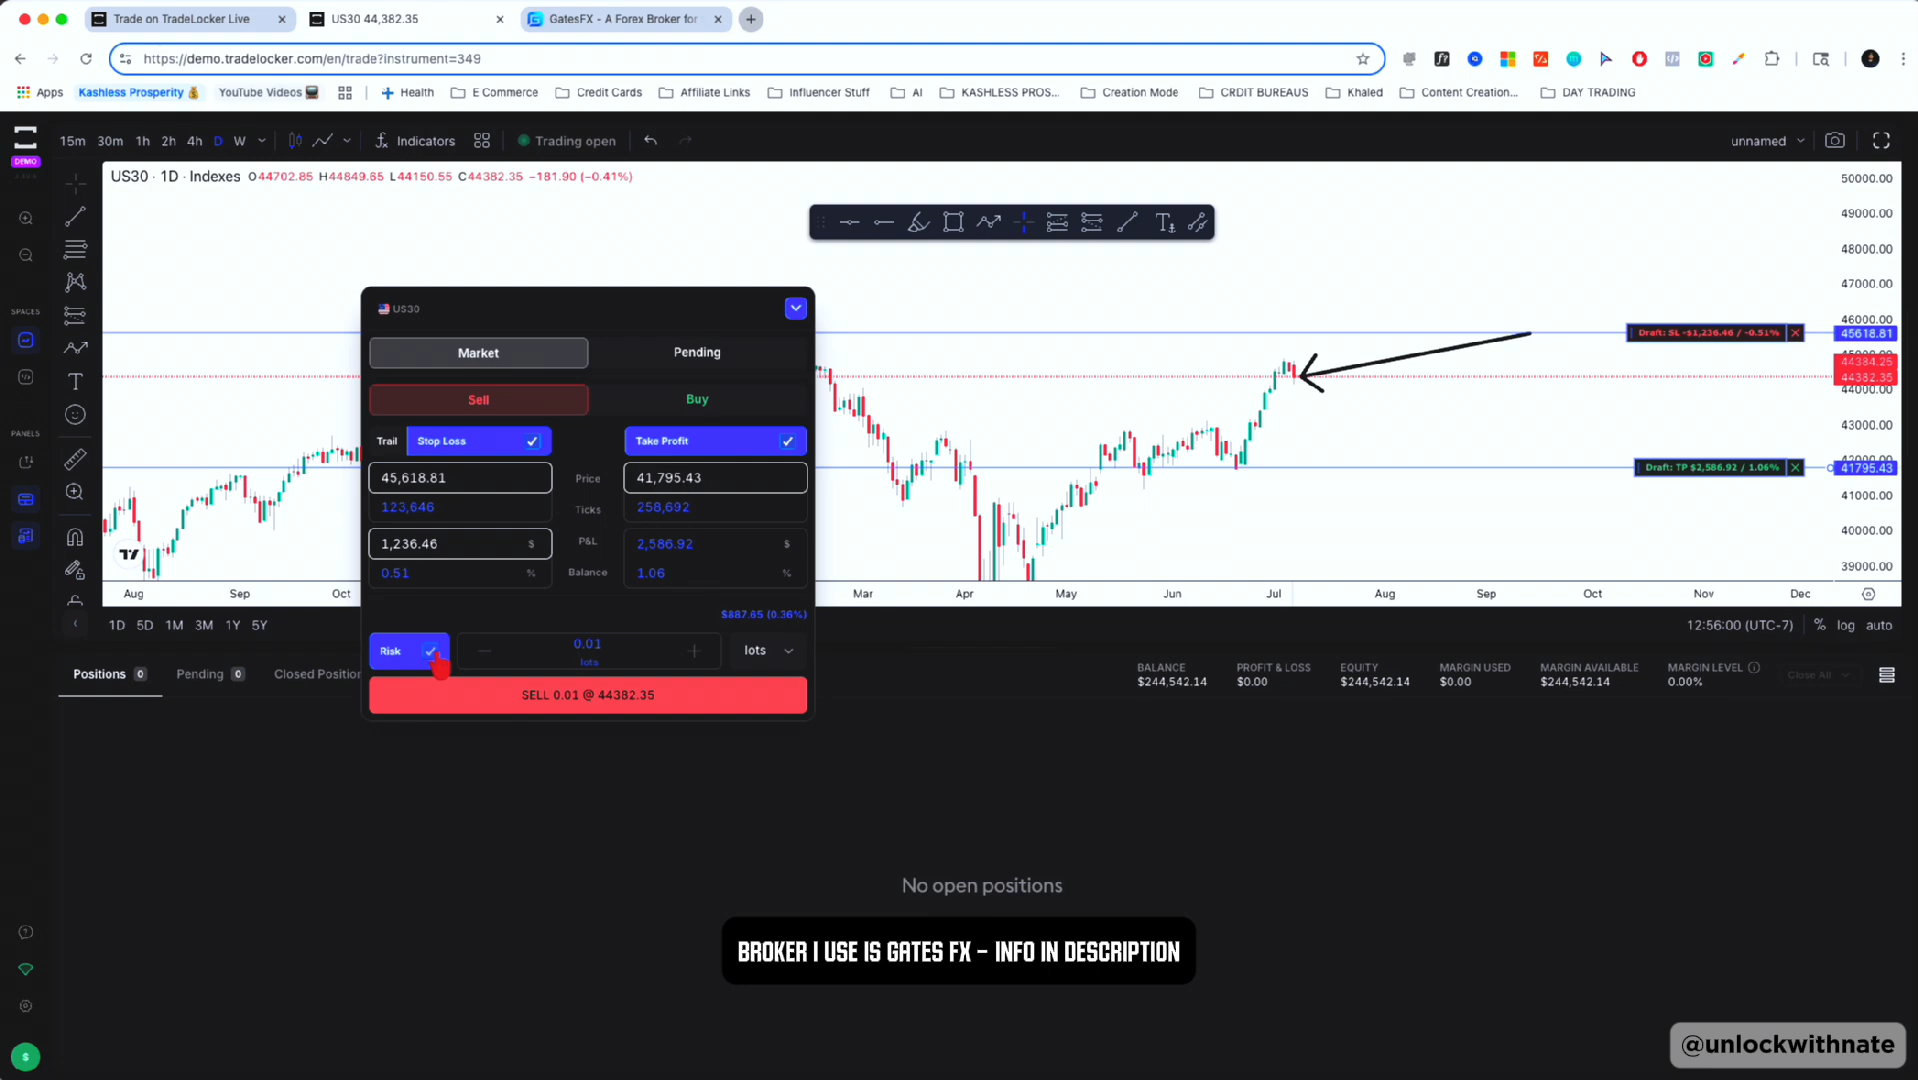 Trade on TradeLocker Live
US30 44,382.35
GatesFX - A Forex Broker for
https://demo.tradelocker.com/en/trade?instrument=349
Apps
Kashless Prosperity
YouTube Videos
Health
E Commerce
Credit Cards
Affiliate Links
Influencer Stuff
AI
KASHLESS PROS...
Creation Mode
CRDIT BUREAUS
Khaled
Content Creation...
DAY TRADING
DEMO
15m 30m 1h 2h 4h D W
Indicators
Trading open
unnamed
US30 · 1D · Indexes O44702.85 H44849.65 L44150.55 C44382.35 −181.90 (−0.41%)
SPACES
PANELS
US30
Market
Pending
Sell
Buy
Trail
Stop Loss
Take Profit
45,618.81
Price
41,795.43
123,646
Ticks
258,692
1,236.46 $
P&L
2,586.92 $
0.51 %
Balance
1.06 %
$887.65 (0.36%)
Risk
0.01
lots
lots
SELL 0.01 @ 44382.35
Draft: SL -$1,236.46 / -0.51%
Draft: TP $2,586.92 / 1.06%
50000.00
49000.00
48000.00
47000.00
46000.00
45618.81
44384.25
44382.35
44000.00
43000.00
41795.43
41000.00
40000.00
39000.00
Aug Sep Oct Mar Apr May Jun Jul Aug Sep Oct Nov Dec
1D 5D 1M 3M 1Y 5Y
12:56:00 (UTC-7) % log auto
Positions 0
Pending 0
Closed Position
BALANCE
$244,542.14
PROFIT & LOSS
$0.00
EQUITY
$244,542.14
MARGIN USED
$0.00
MARGIN AVAILABLE
$244,542.14
MARGIN LEVEL
0.00%
Close All
No open positions
BROKER I USE IS GATES FX - INFO IN DESCRIPTION
@unlockwithnate